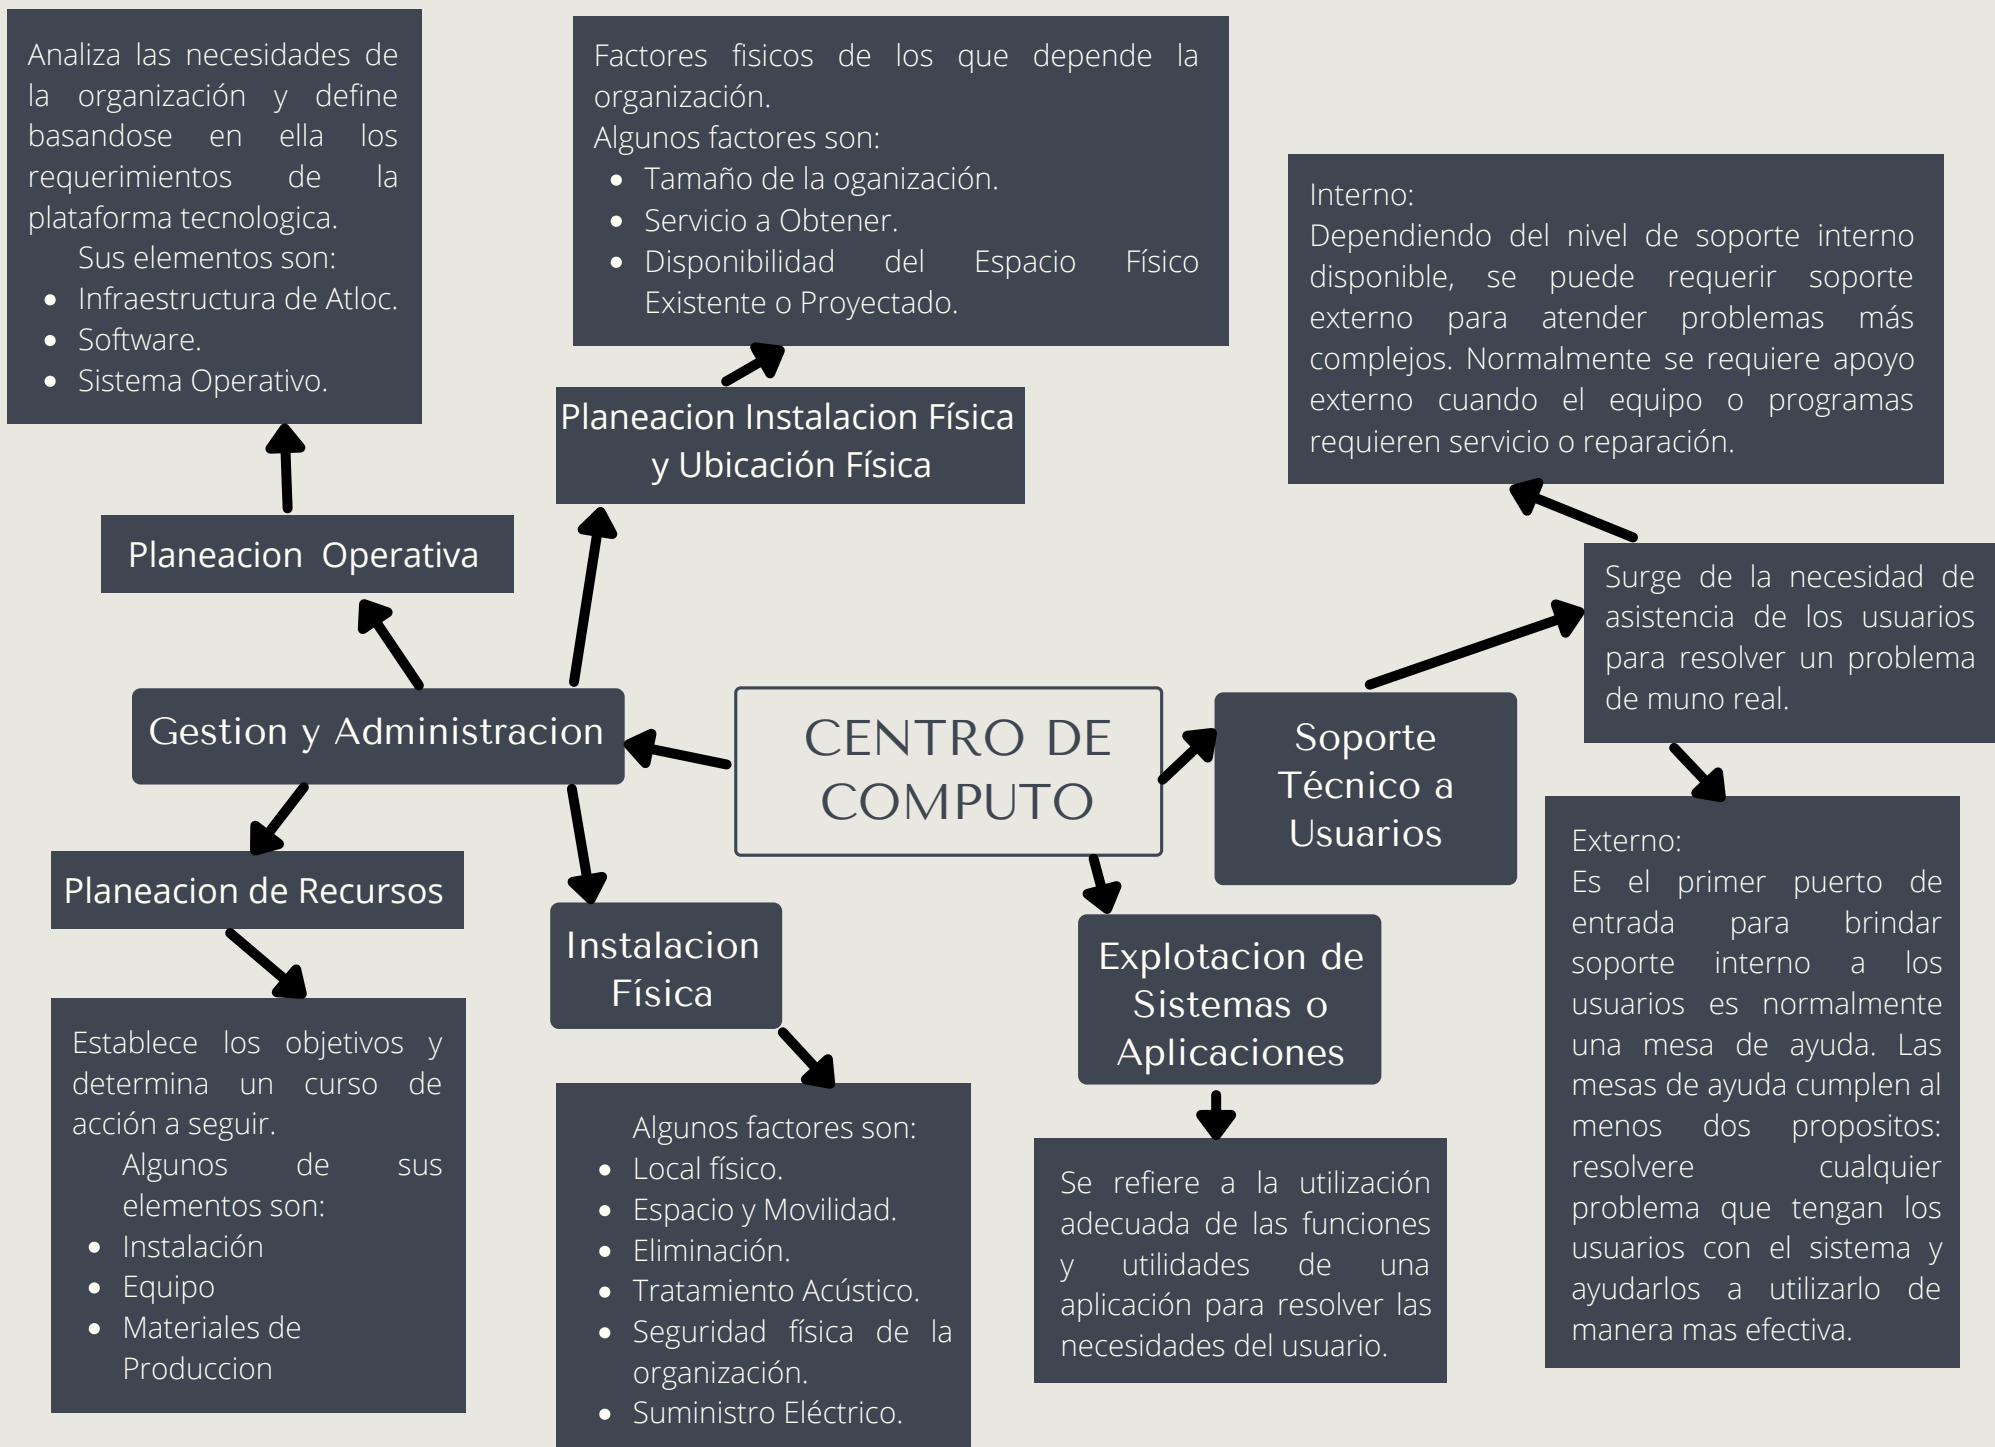 Analiza las necesidades de
la organización y define
basandose en ella los
requerimientos de la
plataforma tecnologica.
Sus elementos son:
• Infraestructura de Atloc.
• Software.
• Sistema Operativo.
Factores fisicos de los que depende la
organización.
Algunos factores son:
• Tamaño de la oganización.
• Servicio a Obtener.
• Disponibilidad del Espacio Físico
Existente o Proyectado.
Interno:
Dependiendo del nivel de soporte interno
disponible, se puede requerir soporte
externo para atender problemas más
complejos. Normalmente se requiere apoyo
externo cuando el equipo o programas
requieren servicio o reparación.
Planeacion Instalacion Física
y Ubicación Física
Planeacion Operativa
Surge de la necesidad de
asistencia de los usuarios
para resolver un problema
de muno real.
Gestion y Administracion
CENTRO DE
COMPUTO
Soporte
Técnico a
Usuarios
Planeacion de Recursos
Instalacion
Física
Explotacion de
Sistemas o
Aplicaciones
Externo:
Es el primer puerto de
entrada para brindar
soporte interno a los
usuarios es normalmente
una mesa de ayuda. Las
mesas de ayuda cumplen al
menos dos propositos:
resolvere cualquier
problema que tengan los
usuarios con el sistema y
ayudarlos a utilizarlo de
manera mas efectiva.
Establece los objetivos y
determina un curso de
acción a seguir.
Algunos de sus
elementos son:
• Instalación
• Equipo
• Materiales de
Produccion
Algunos factores son:
• Local físico.
• Espacio y Movilidad.
• Eliminación.
• Tratamiento Acústico.
• Seguridad física de la
organización.
• Suministro Eléctrico.
Se refiere a la utilización
adecuada de las funciones
y utilidades de una
aplicación para resolver las
necesidades del usuario.